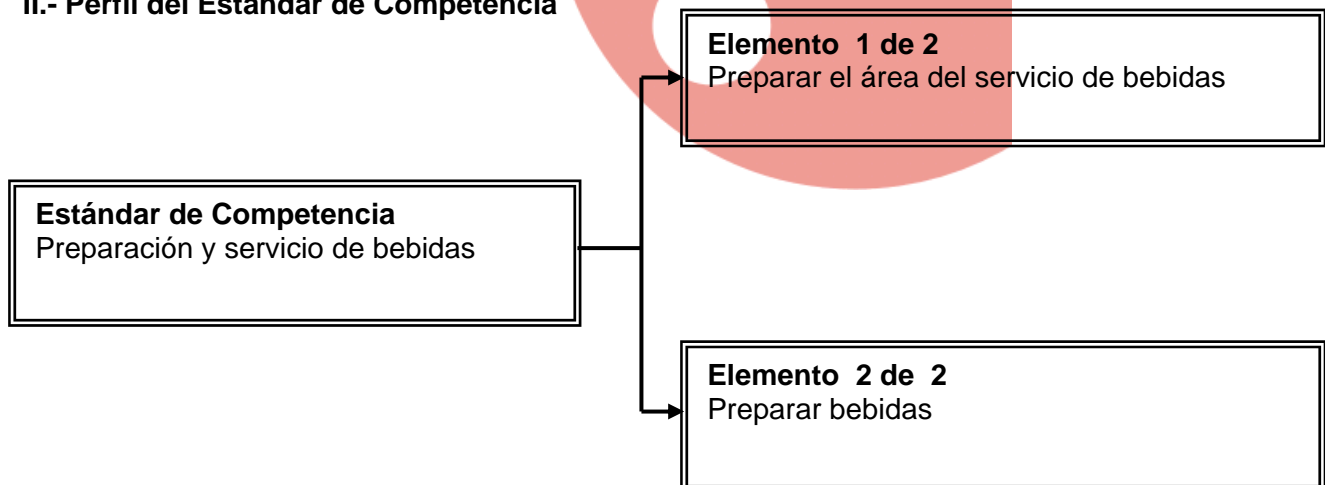 II.- Perfil del Estándar de Competencia
Elemento 1 de 2
Preparar el área del servicio de bebidas
Estándar de Competencia
Preparación y servicio de bebidas
Elemento 2 de 2
Preparar bebidas